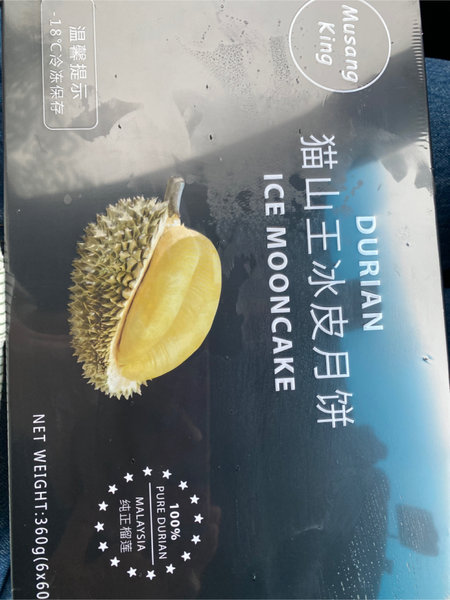 Musang
King
温馨提示
-18℃冷冻保存
DURIAN
猫山王冰皮月饼
ICE MOONCAKE
100%
PURE DURIAN
MALAYSIA
纯正榴莲
NET WEIGHT:360g(6x60